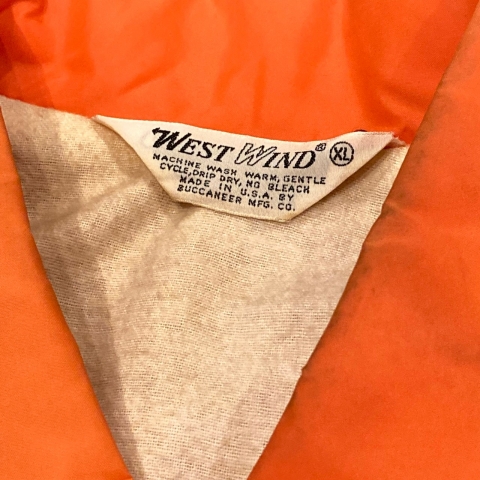 WEST WIND® XL
MACHINE WASH WARM, GENTLE
CYCLE, DRIP DRY, NO BLEACH
MADE IN U.S.A. BY
BUCCANEER MFG. CO.